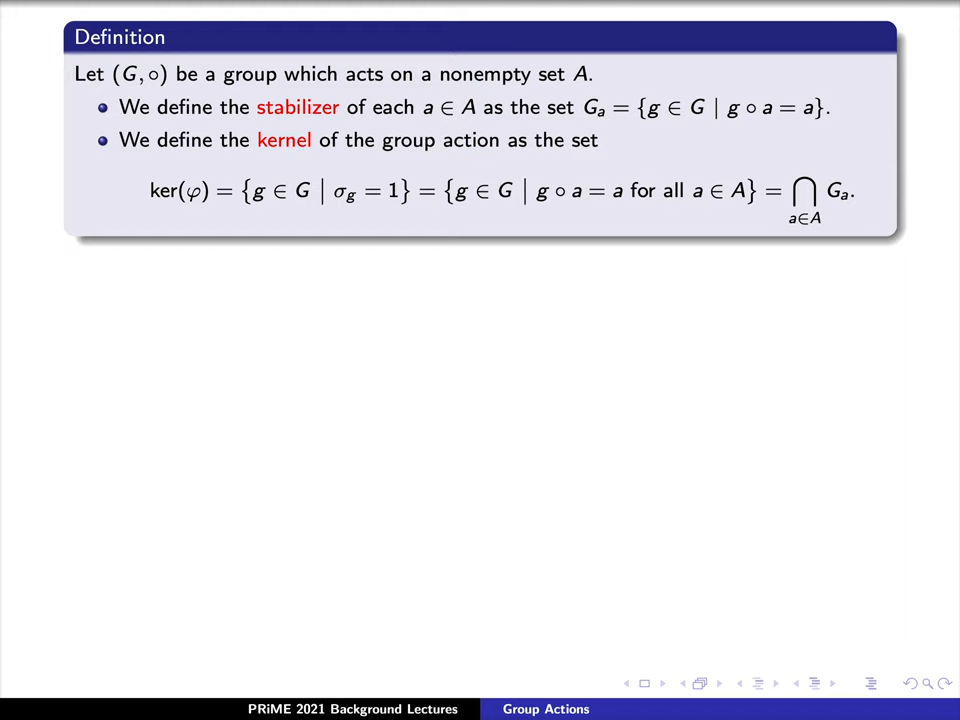 Definition
Let (G, ∘) be a group which acts on a nonempty set A.
• We define the stabilizer of each a ∈ A as the set Gₐ = {g ∈ G | g ∘ a = a}.
• We define the kernel of the group action as the set
ker(φ) = {g ∈ G | σ_g = 1} = {g ∈ G | g ∘ a = a for all a ∈ A} = ⋂_{a∈A} Gₐ.
PRiME 2021 Background Lectures Group Actions